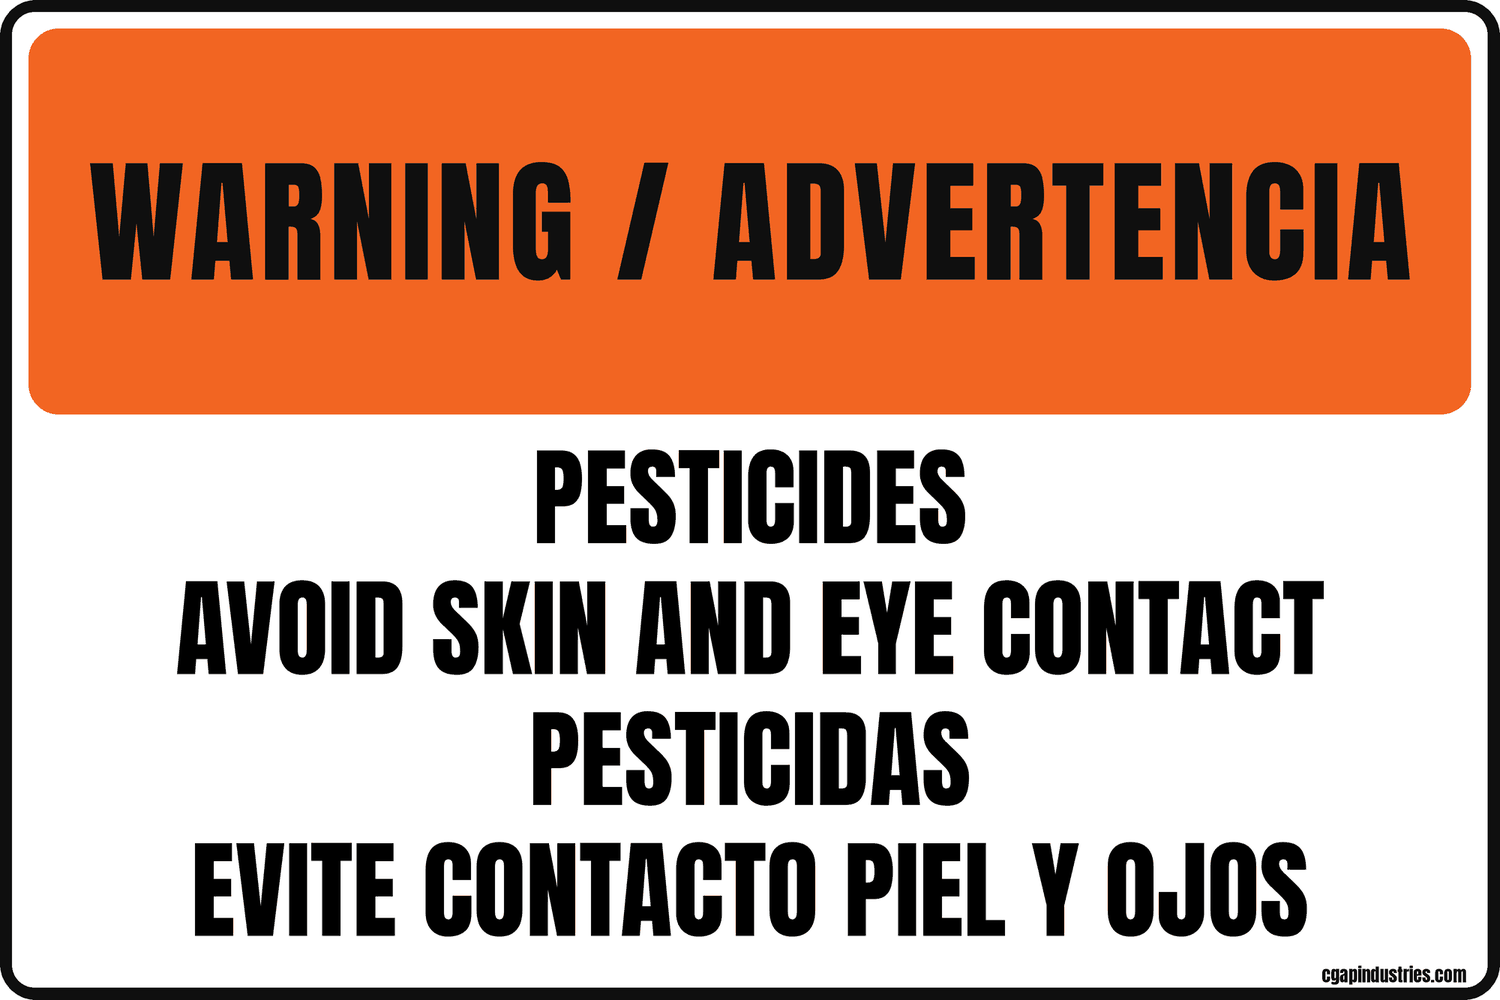 WARNING / ADVERTENCIA
PESTICIDES
AVOID SKIN AND EYE CONTACT
PESTICIDAS
EVITE CONTACTO PIEL Y OJOS
cgapindustries.com